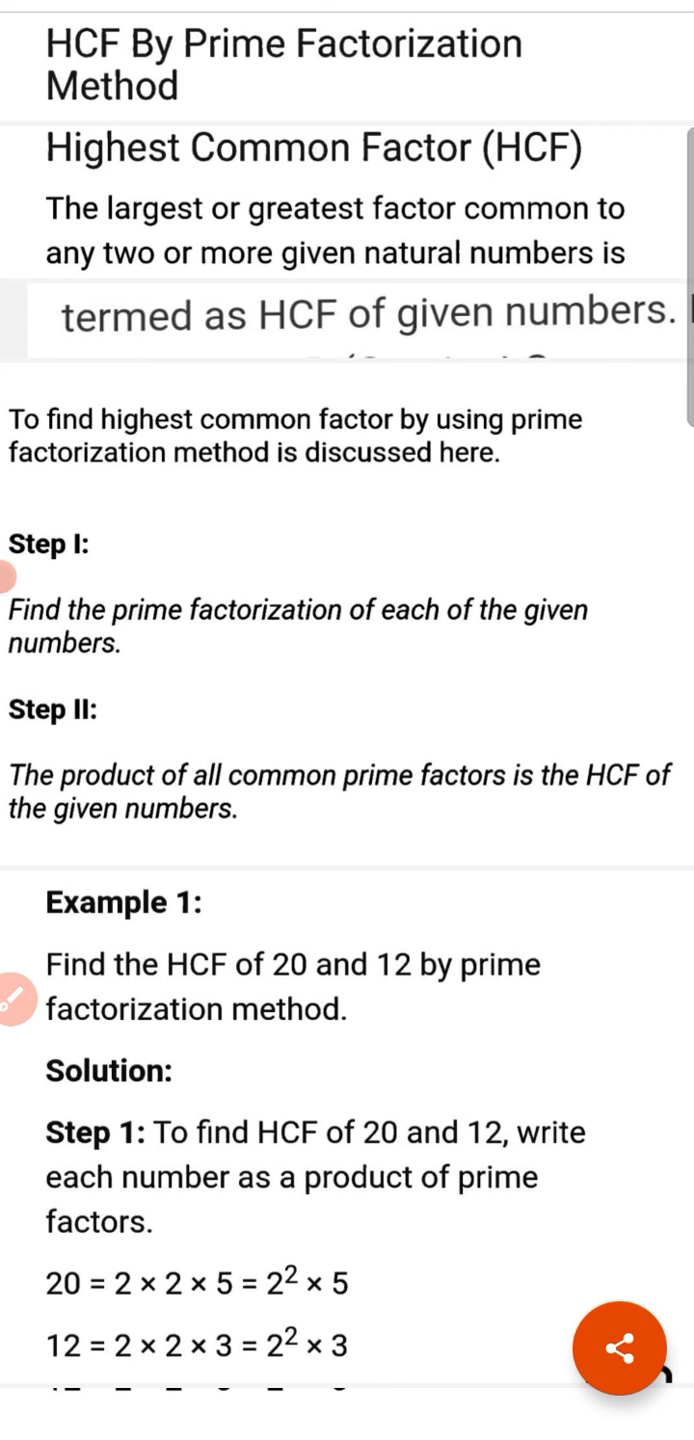 HCF By Prime Factorization
Method
Highest Common Factor (HCF)
The largest or greatest factor common to
any two or more given natural numbers is
termed as HCF of given numbers.
To find highest common factor by using prime
factorization method is discussed here.
Step I:
Find the prime factorization of each of the given
numbers.
Step II:
The product of all common prime factors is the HCF of
the given numbers.
Example 1:
Find the HCF of 20 and 12 by prime
factorization method.
Solution:
Step 1: To find HCF of 20 and 12, write
each number as a product of prime
factors.
20 = 2 × 2 × 5 = 2² × 5
12 = 2 × 2 × 3 = 2² × 3